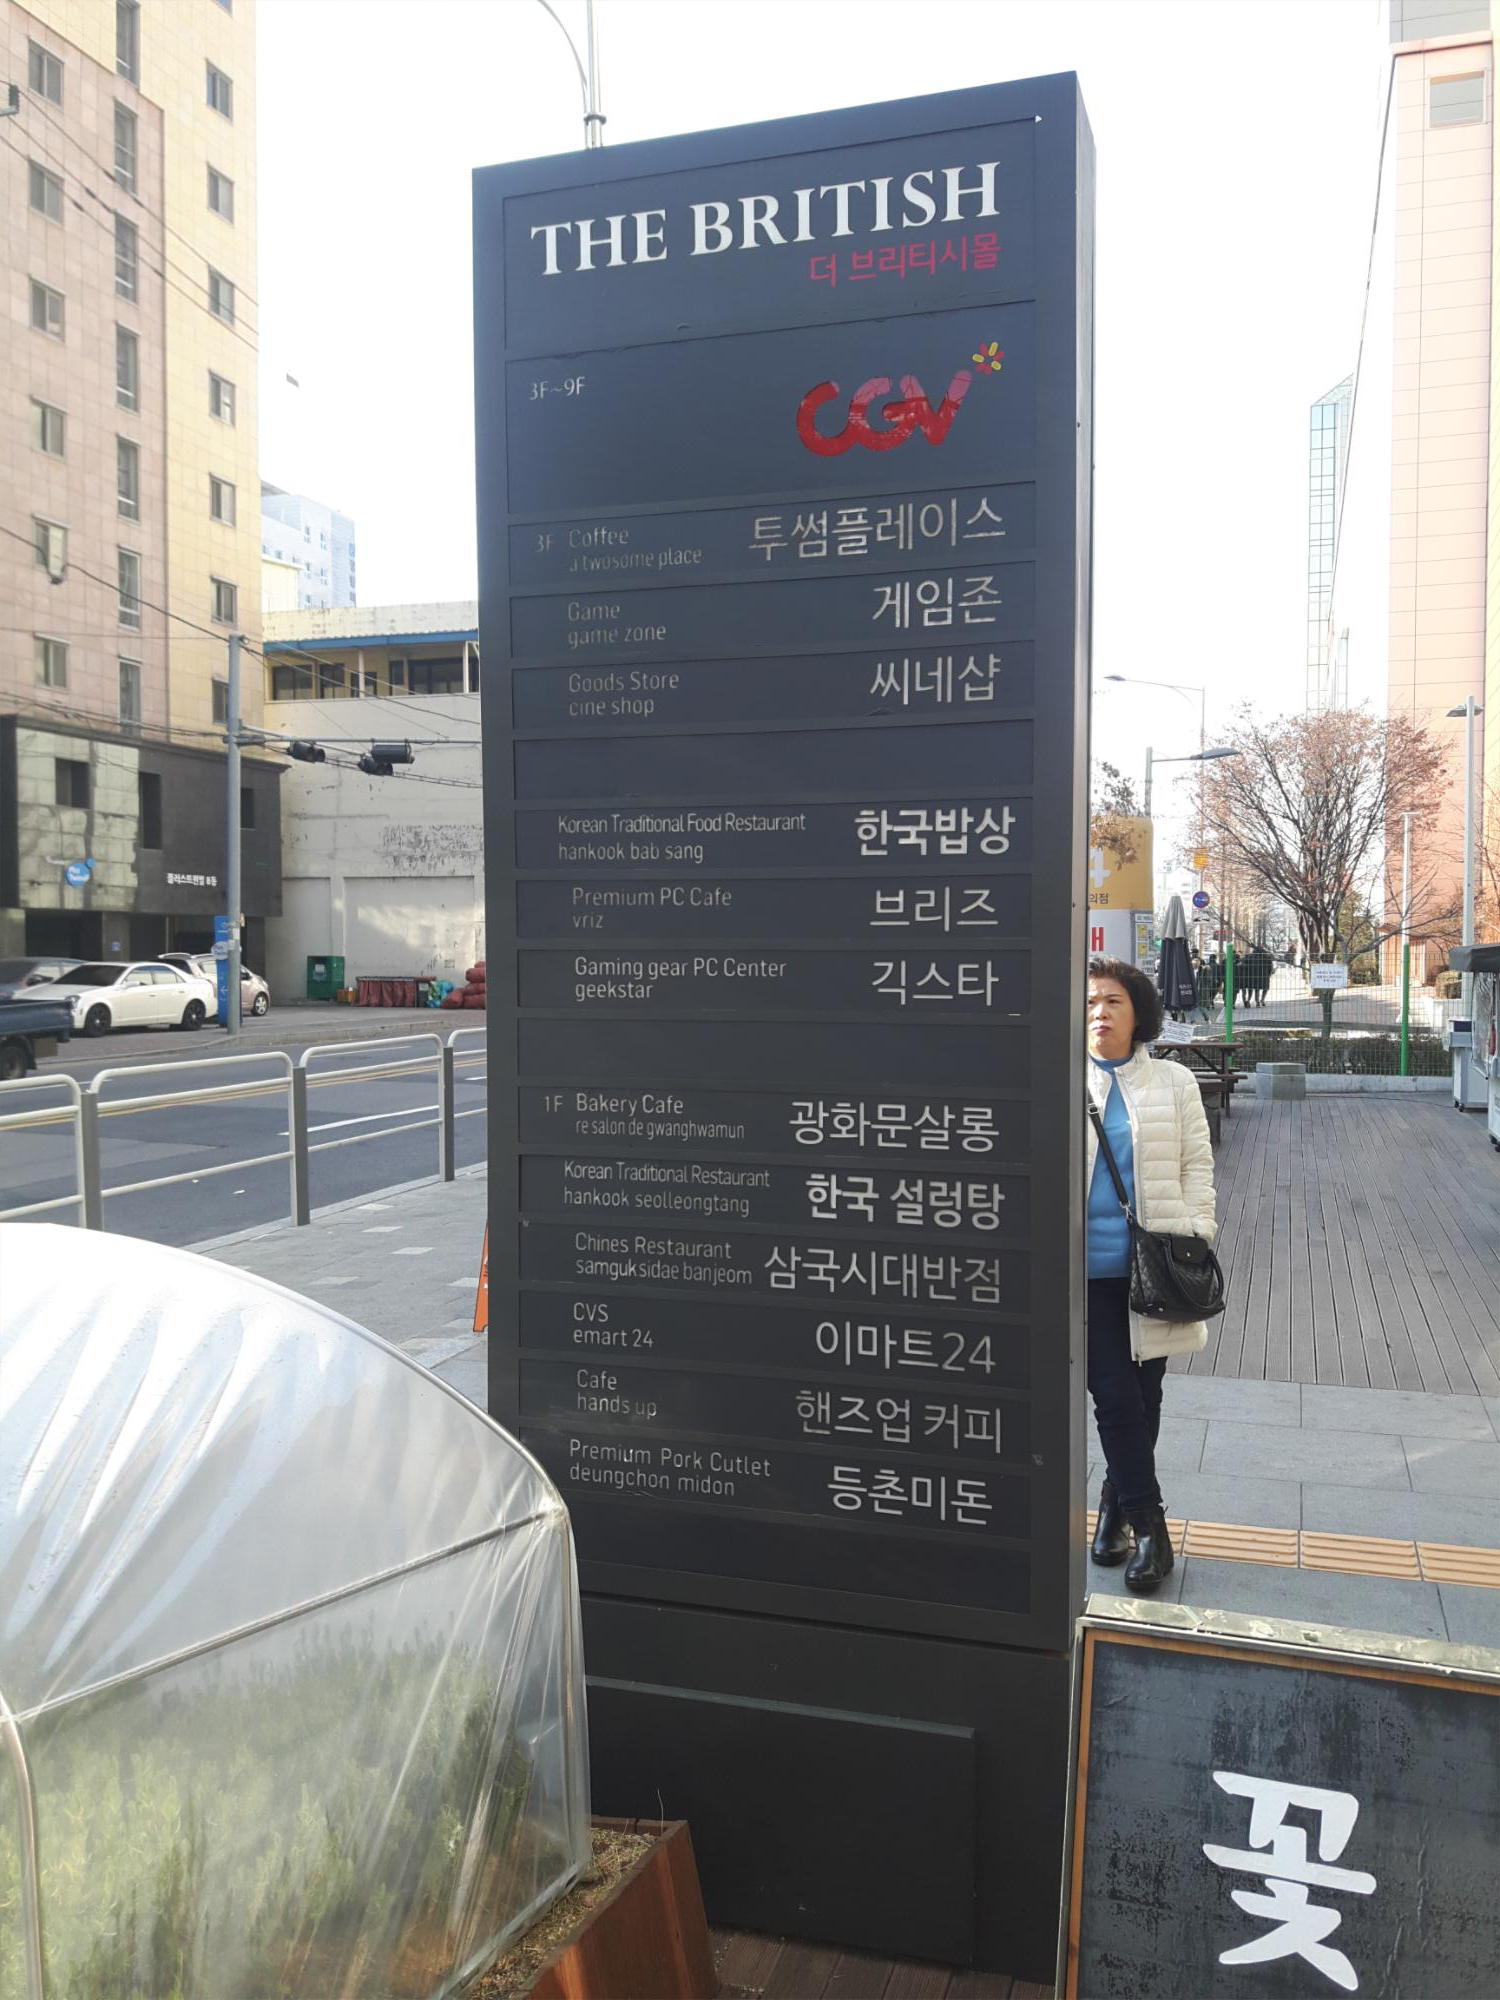 THE BRITISH
더 브리티시몰
3F~9F
CGV
3F Coffee 투썸플레이스
a twosome place
Game 게임존
game zone
Goods Store 씨네샵
cine shop
Korean Traditional Food Restaurant 한국밥상
hankook bab sang
Premium PC Cafe 브리즈
vriz
Gaming gear PC Center 긱스타
geekstar
1F Bakery Cafe 광화문살롱
re salon de gwanghwamun
Korean Traditional Restaurant 한국 설렁탕
hankook seolleongtang
Chines Restaurant 삼국시대반점
samguksidae banjeom
CVS 이마트24
emart 24
Cafe 핸즈업 커피
hands up
Premium Pork Cutlet 등촌미돈
deungchon midon
꽃